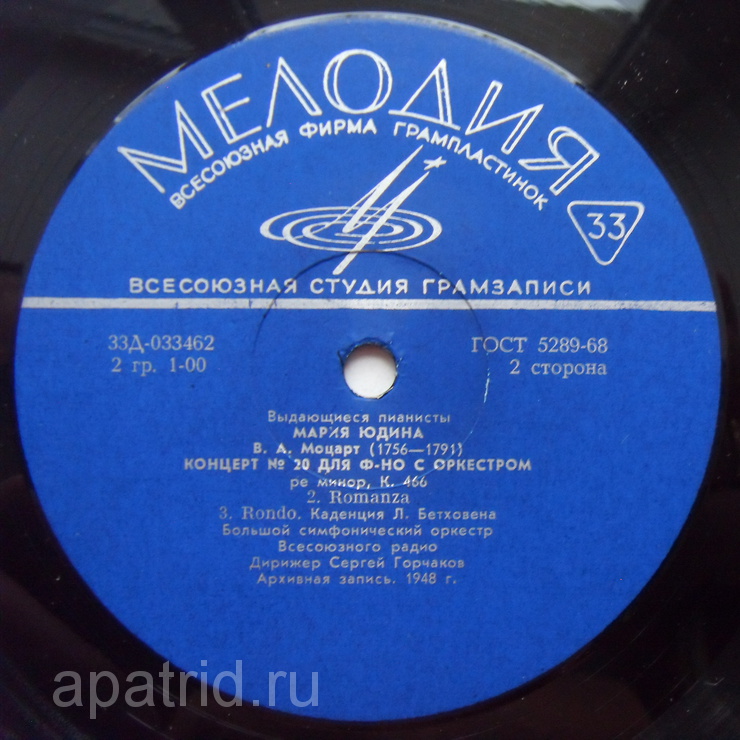 МЕЛОДИЯ
ВСЕСОЮЗНАЯ ФИРМА ГРАМПЛАСТИНОК
33
ВСЕСОЮЗНАЯ СТУДИЯ ГРАМЗАПИСИ
33Д-033462
ГОСТ 5289-68
2 гр. 1-00
2 сторона
Выдающиеся пианисты
МАРИЯ ЮДИНА
В. А. Моцарт (1756—1791)
КОНЦЕРТ № 20 ДЛЯ Ф-НО С ОРКЕСТРОМ
ре минор, К. 466
2. Romanza
3. Rondo. Каденция Л. Бетховена
Большой симфонический оркестр
Всесоюзного радио
Дирижер Сергей Горчаков
Архивная запись. 1948 г.
apatrid.ru